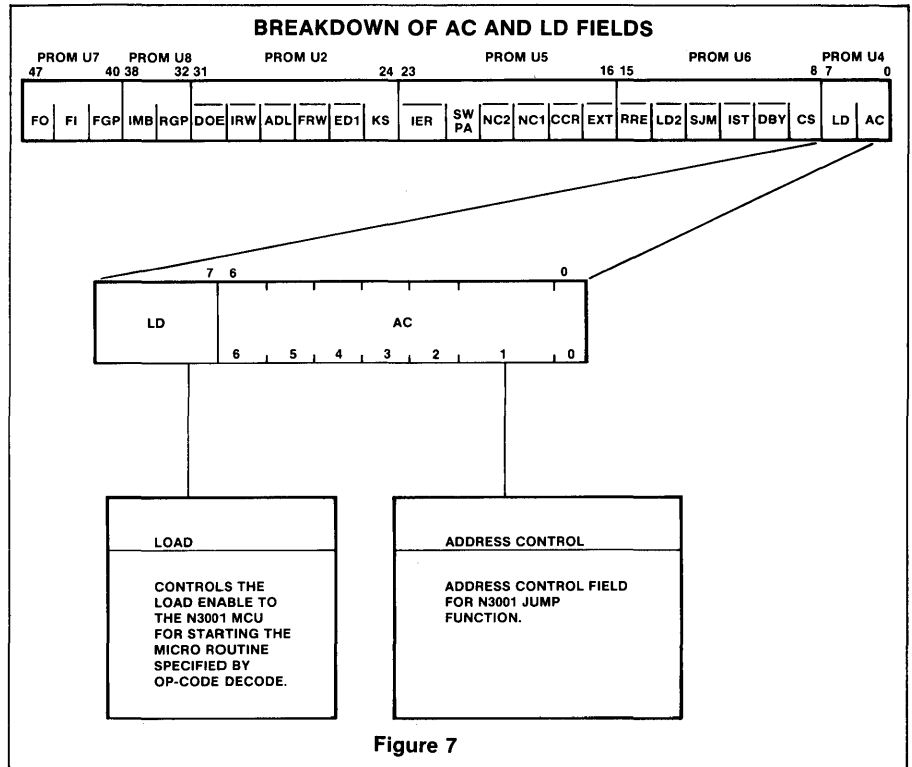 BREAKDOWN OF AC AND LD FIELDS
PROM U7 PROM U8 PROM U2 PROM U5 PROM U6 PROM U4
47 40 38 32 31 24 23 16 15 8 7 0
FO FI FGP IMB RGP DOE IRW ADL FRW ED1 KS IER SW PA NC2 NC1 CCR EXT RRE LD2 SJM IST DBY CS LD AC
7 6 0
LD AC
6 5 4 3 2 1 0
LOAD
CONTROLS THE
LOAD ENABLE TO
THE N3001 MCU
FOR STARTING THE
MICRO ROUTINE
SPECIFIED BY
OP-CODE DECODE.
ADDRESS CONTROL
ADDRESS CONTROL FIELD
FOR N3001 JUMP
FUNCTION.
Figure 7